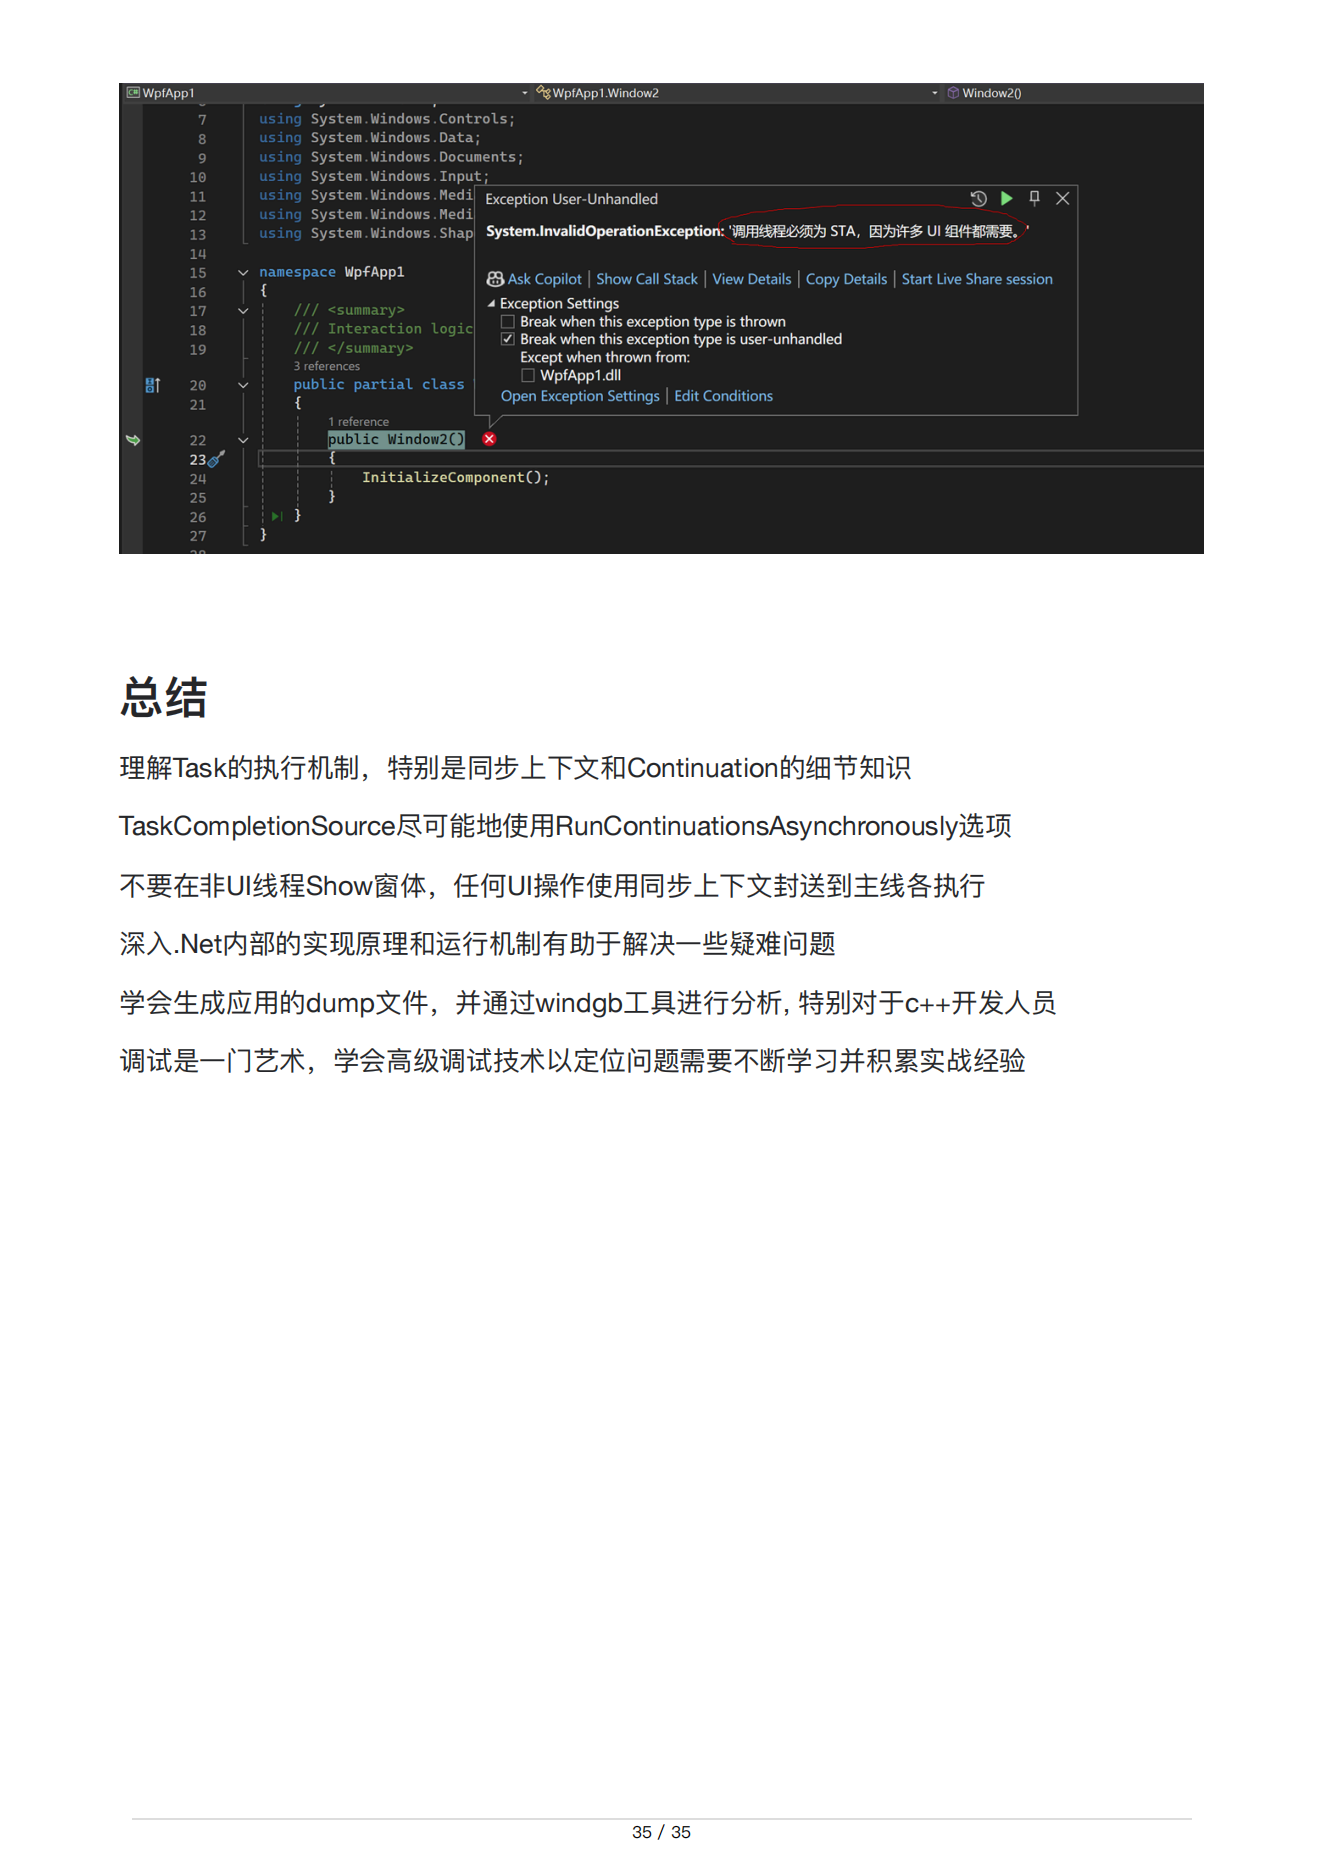 WpfApp1 WpfApp1.Window2 Window2()
7 using System.Windows.Controls;
8 using System.Windows.Data;
9 using System.Windows.Documents;
10 using System.Windows.Input;
11 using System.Windows.Medi
12 using System.Windows.Medi
13 using System.Windows.Shap
Exception User-Unhandled
System.InvalidOperationException: '调用线程必须为 STA，因为许多 UI 组件都需要。'
Ask Copilot | Show Call Stack | View Details | Copy Details | Start Live Share session
Exception Settings
Break when this exception type is thrown
Break when this exception type is user-unhandled
Except when thrown from:
WpfApp1.dll
Open Exception Settings | Edit Conditions
14
15 namespace WpfApp1
16 {
17 /// <summary>
18 /// Interaction logic
19 /// </summary>
3 references
20 public partial class
21 {
1 reference
22 public Window2()
23 {
24 InitializeComponent();
25 }
26 }
27 }
28
总结
理解Task的执行机制，特别是同步上下文和Continuation的细节知识
TaskCompletionSource尽可能地使用RunContinuationsAsynchronously选项
不要在非UI线程Show窗体，任何UI操作使用同步上下文封送到主线各执行
深入.Net内部的实现原理和运行机制有助于解决一些疑难问题
学会生成应用的dump文件，并通过windgb工具进行分析, 特别对于c++开发人员
调试是一门艺术，学会高级调试技术以定位问题需要不断学习并积累实战经验
35 / 35